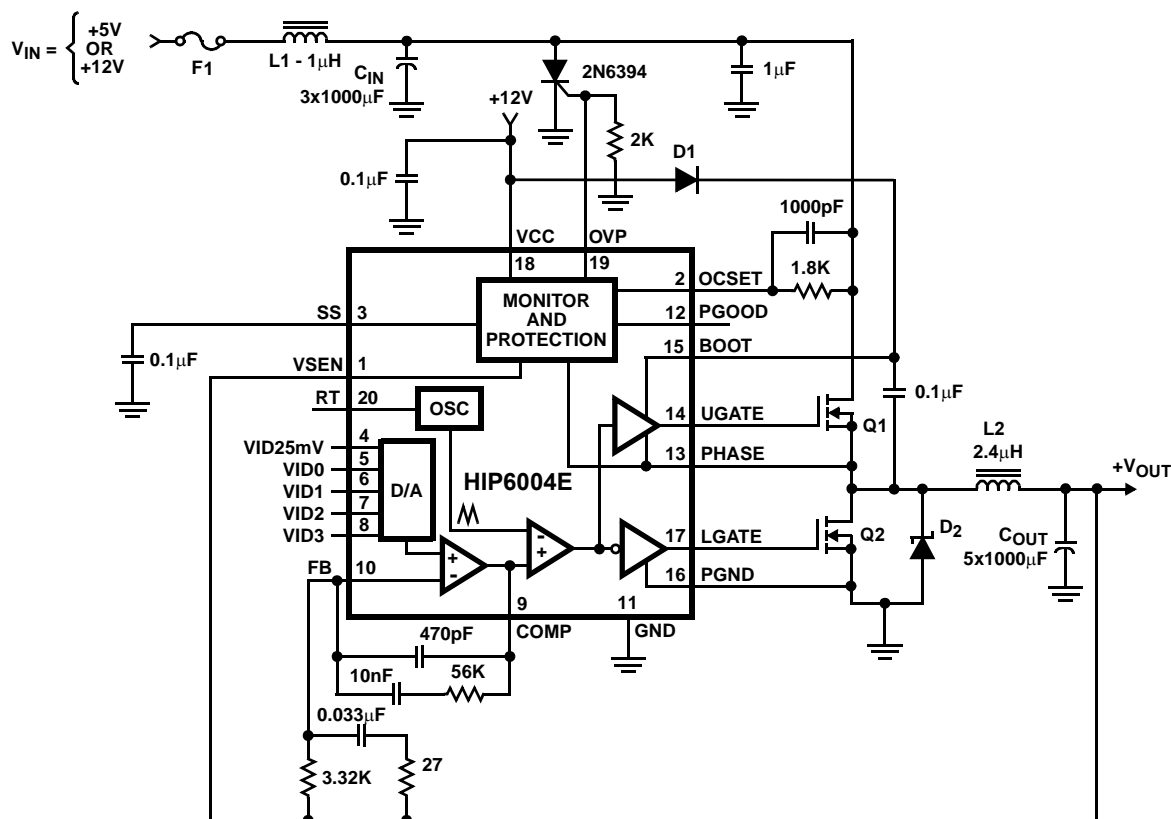 V_IN =
+5V
OR
+12V
F1
L1 - 1μH
C_IN
3x1000μF
+12V
2N6394
2K
1μF
0.1μF
D1
1000pF
1.8K
VCC
18
OVP
19
MONITOR
AND
PROTECTION
2
OCSET
12
PGOOD
15
BOOT
SS
3
0.1μF
VSEN
1
RT
20
OSC
VID25mV
4
VID0
5
VID1
6
VID2
7
VID3
8
D/A
HIP6004E
+
-
-
+
14
UGATE
Q1
0.1μF
13
PHASE
L2
2.4μH
+V_OUT
17
LGATE
Q2
D_2
C_OUT
5x1000μF
16
PGND
FB
10
9
COMP
11
GND
470pF
10nF
56K
0.033μF
3.32K
27